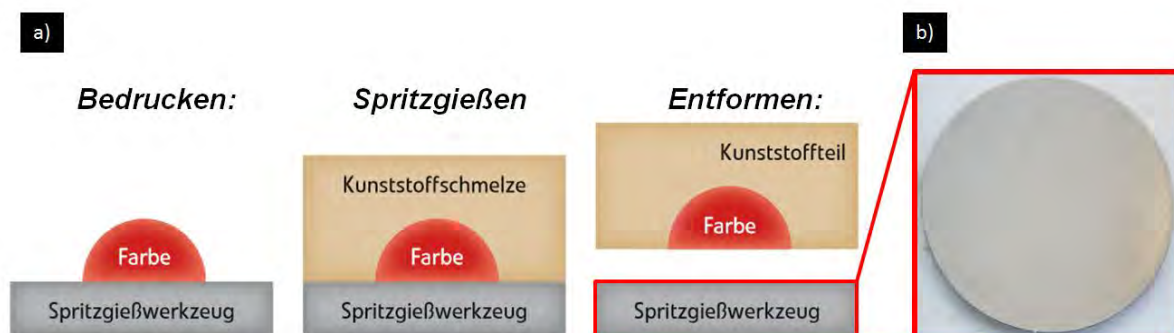 a)
b)
Bedrucken:
Spritzgießen
Entformen:
Farbe
Spritzgießwerkzeug
Kunststoffschmelze
Farbe
Spritzgießwerkzeug
Kunststoffteil
Farbe
Spritzgießwerkzeug